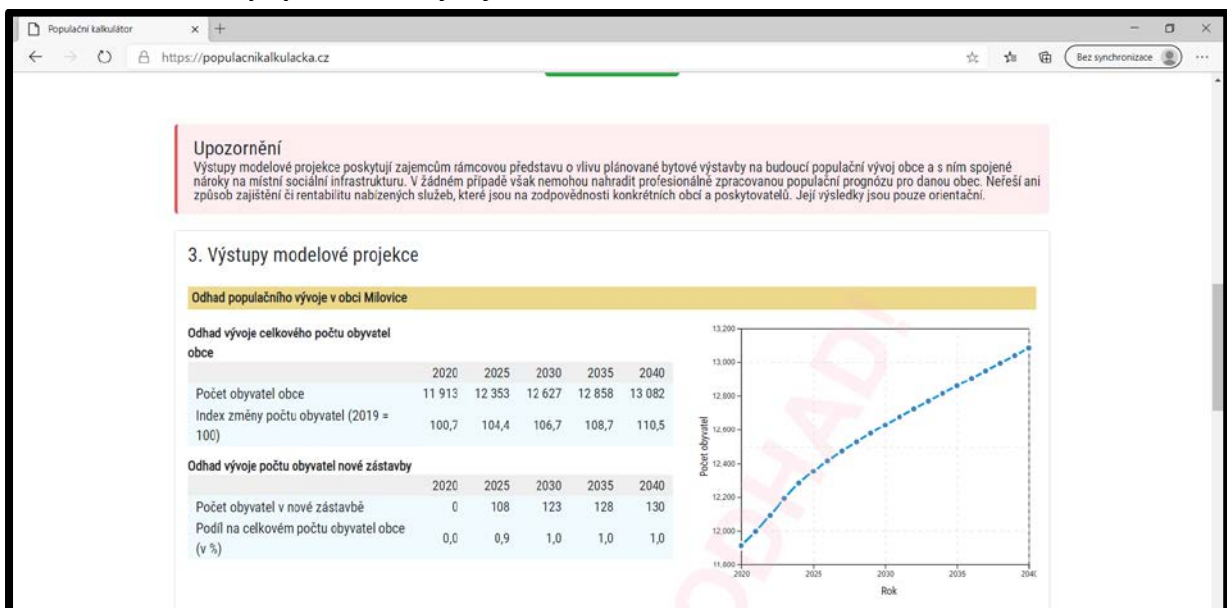 Populační kalkulátor
https://populacnikalkulacka.cz
Bez synchronizace
Upozornění
Výstupy modelové projekce poskytují zajemcům rámcovou představu o vlivu plánované bytové výstavby na budoucí populační vývoj obce a s ním spojené
nároky na místní sociální infrastrukturu. V žádném případě však nemohou nahradit profesionálně zpracovanou populační prognózu pro danou obec. Neřeší ani
způsob zajištění či rentabilitu nabízených služeb, které jsou na zodpovědnosti konkrétních obcí a poskytovatelů. Její výsledky jsou pouze orientační.
3. Výstupy modelové projekce
Odhad populačního vývoje v obci Milovice
Odhad vývoje celkového počtu obyvatel
obce
2020 2025 2030 2035 2040
Počet obyvatel obce 11 913 12 353 12 627 12 858 13 082
Index změny počtu obyvatel (2019 =
100) 100,7 104,4 106,7 108,7 110,5
Odhad vývoje počtu obyvatel nové zástavby
2020 2025 2030 2035 2040
Počet obyvatel v nové zástavbě 0 108 123 128 130
Podíl na celkovém počtu obyvatel obce
(v %) 0,0 0,9 1,0 1,0 1,0
13,200
13,000
12,800
12,600
12,400
12,200
12,000
11,800
Počet obyvatel
2020 2025 2030 2035 2040
Rok
ODHAD!